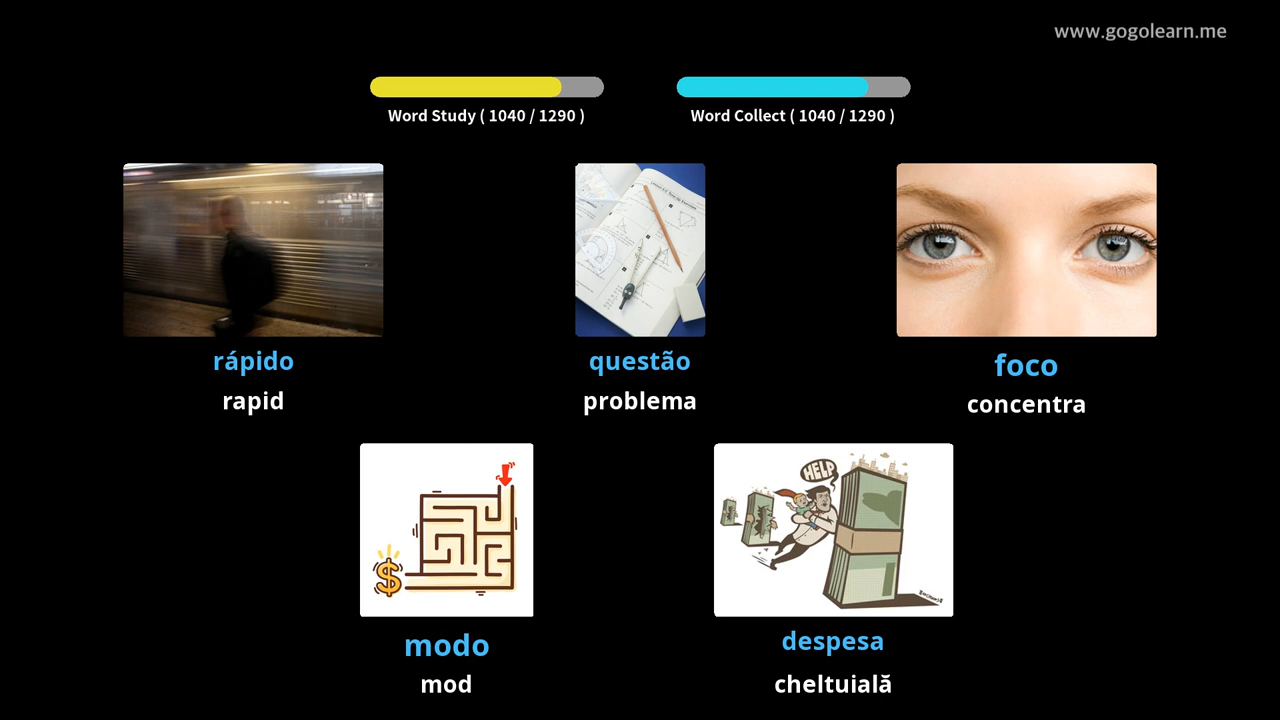 www.gogolearn.me
Word Study ( 1040 / 1290 )
Word Collect ( 1040 / 1290 )
rápido
rapid
questão
problema
foco
concentra
HELP
modo
mod
despesa
cheltuială